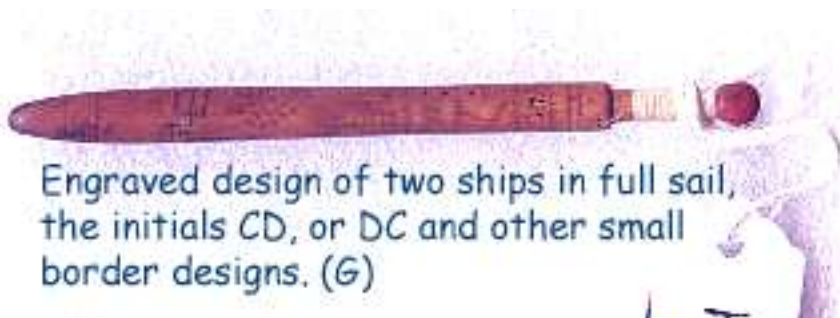 Engraved design of two ships in full sail,
the initials CD, or DC and other small
border designs. (G)